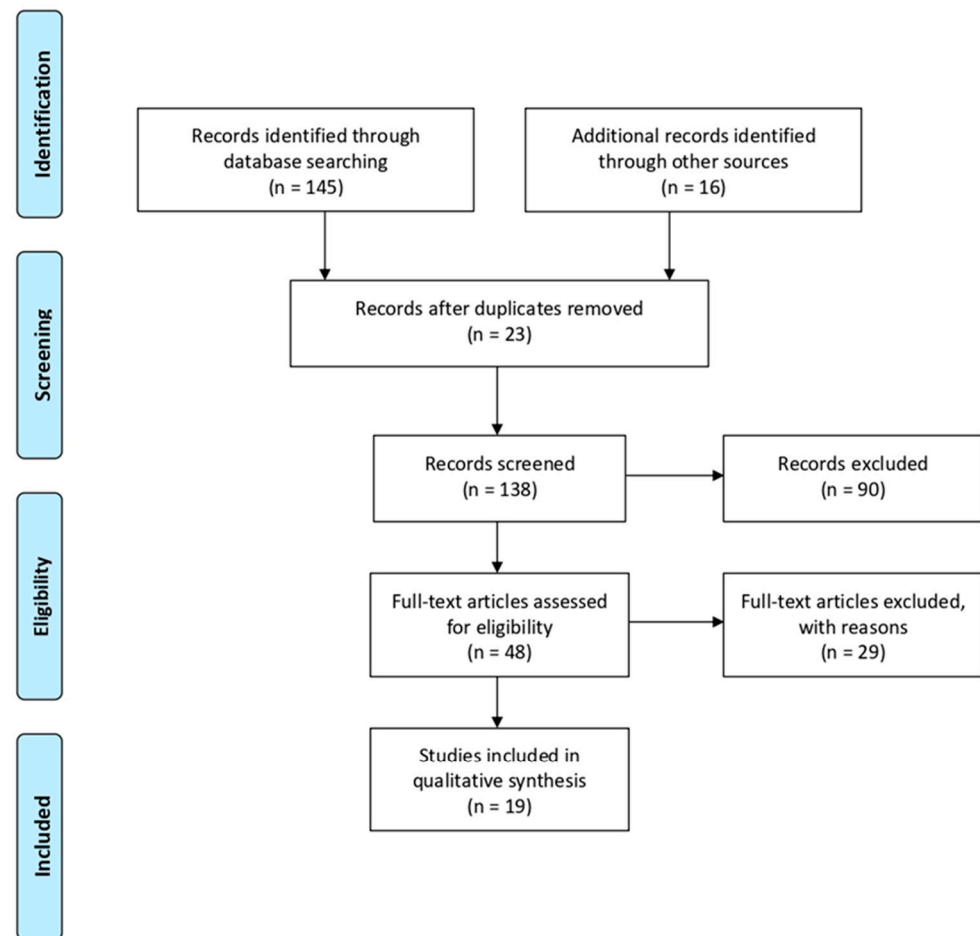 Identification
Records identified through
database searching
(n = 145)
Additional records identified
through other sources
(n = 16)
Screening
Records after duplicates removed
(n = 23)
Records screened
(n = 138)
Records excluded
(n = 90)
Eligibility
Full-text articles assessed
for eligibility
(n = 48)
Full-text articles excluded,
with reasons
(n = 29)
Included
Studies included in
qualitative synthesis
(n = 19)